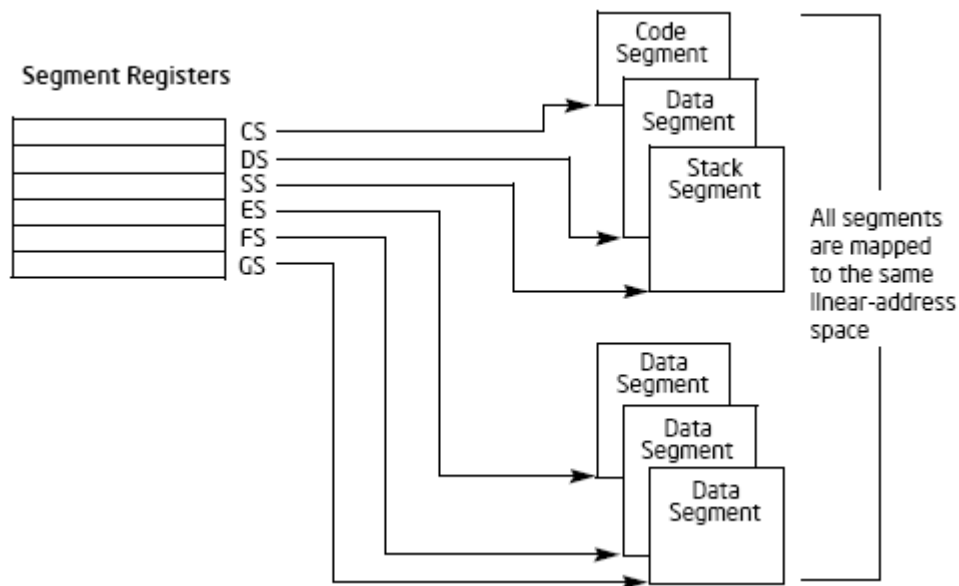 Segment Registers
CS
DS
SS
ES
FS
GS
Code
Segment
Data
Segment
Stack
Segment
Data
Segment
Data
Segment
Data
Segment
All segments
are mapped
to the same
linear-address
space